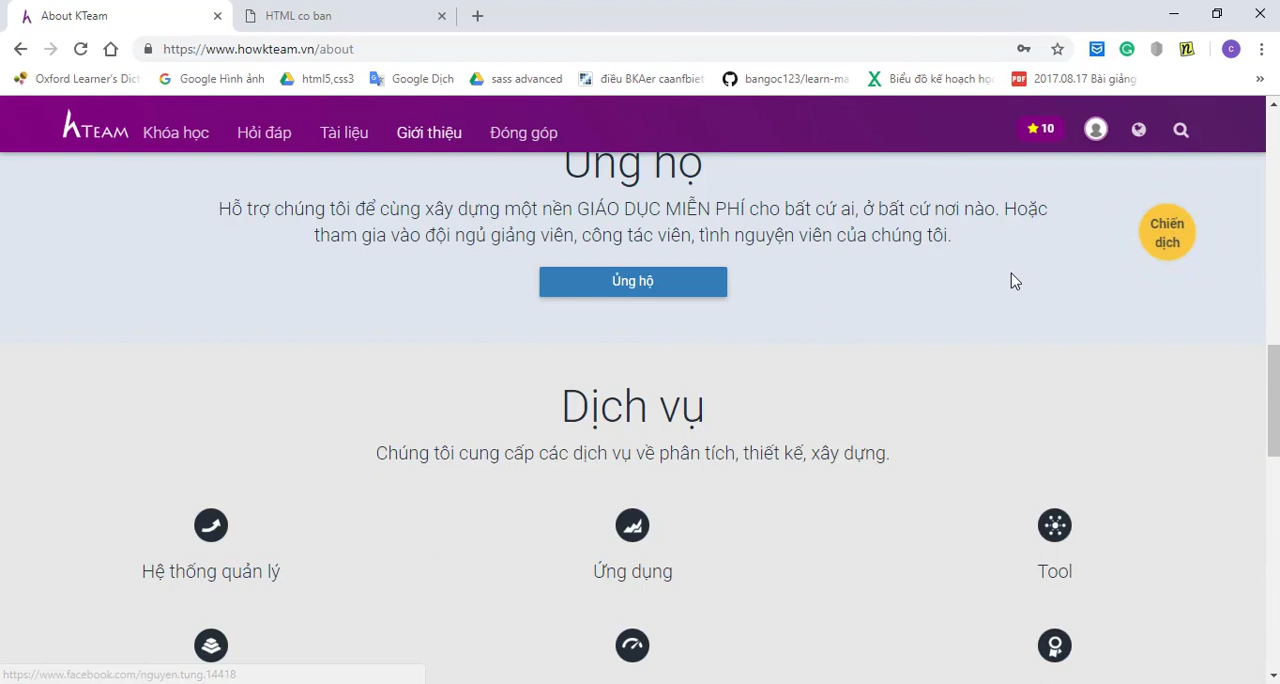 About KTeam
HTML co ban
https://www.howkteam.vn/about
Oxford Learner's Dict
Google Hình ảnh
html5,css3
Google Dịch
sass advanced
điều BKAer caanfbiet
bangoc123/learn-ma
Biểu đồ kế hoạch họ
2017.08.17 Bài giảng
KTEAM
Khóa học
Hỏi đáp
Tài liệu
Giới thiệu
Đóng góp
10
Ủng hộ
Hỗ trợ chúng tôi để cùng xây dựng một nền GIÁO DỤC MIỄN PHÍ cho bất cứ ai, ở bất cứ nơi nào. Hoặc
tham gia vào đội ngủ giảng viên, công tác viên, tình nguyện viên của chúng tôi.
Chiến
dịch
Ủng hộ
Dịch vụ
Chúng tôi cung cấp các dịch vụ về phân tích, thiết kế, xây dựng.
Hệ thống quản lý
Ứng dụng
Tool
https://www.facebook.com/nguyen.tung.14418